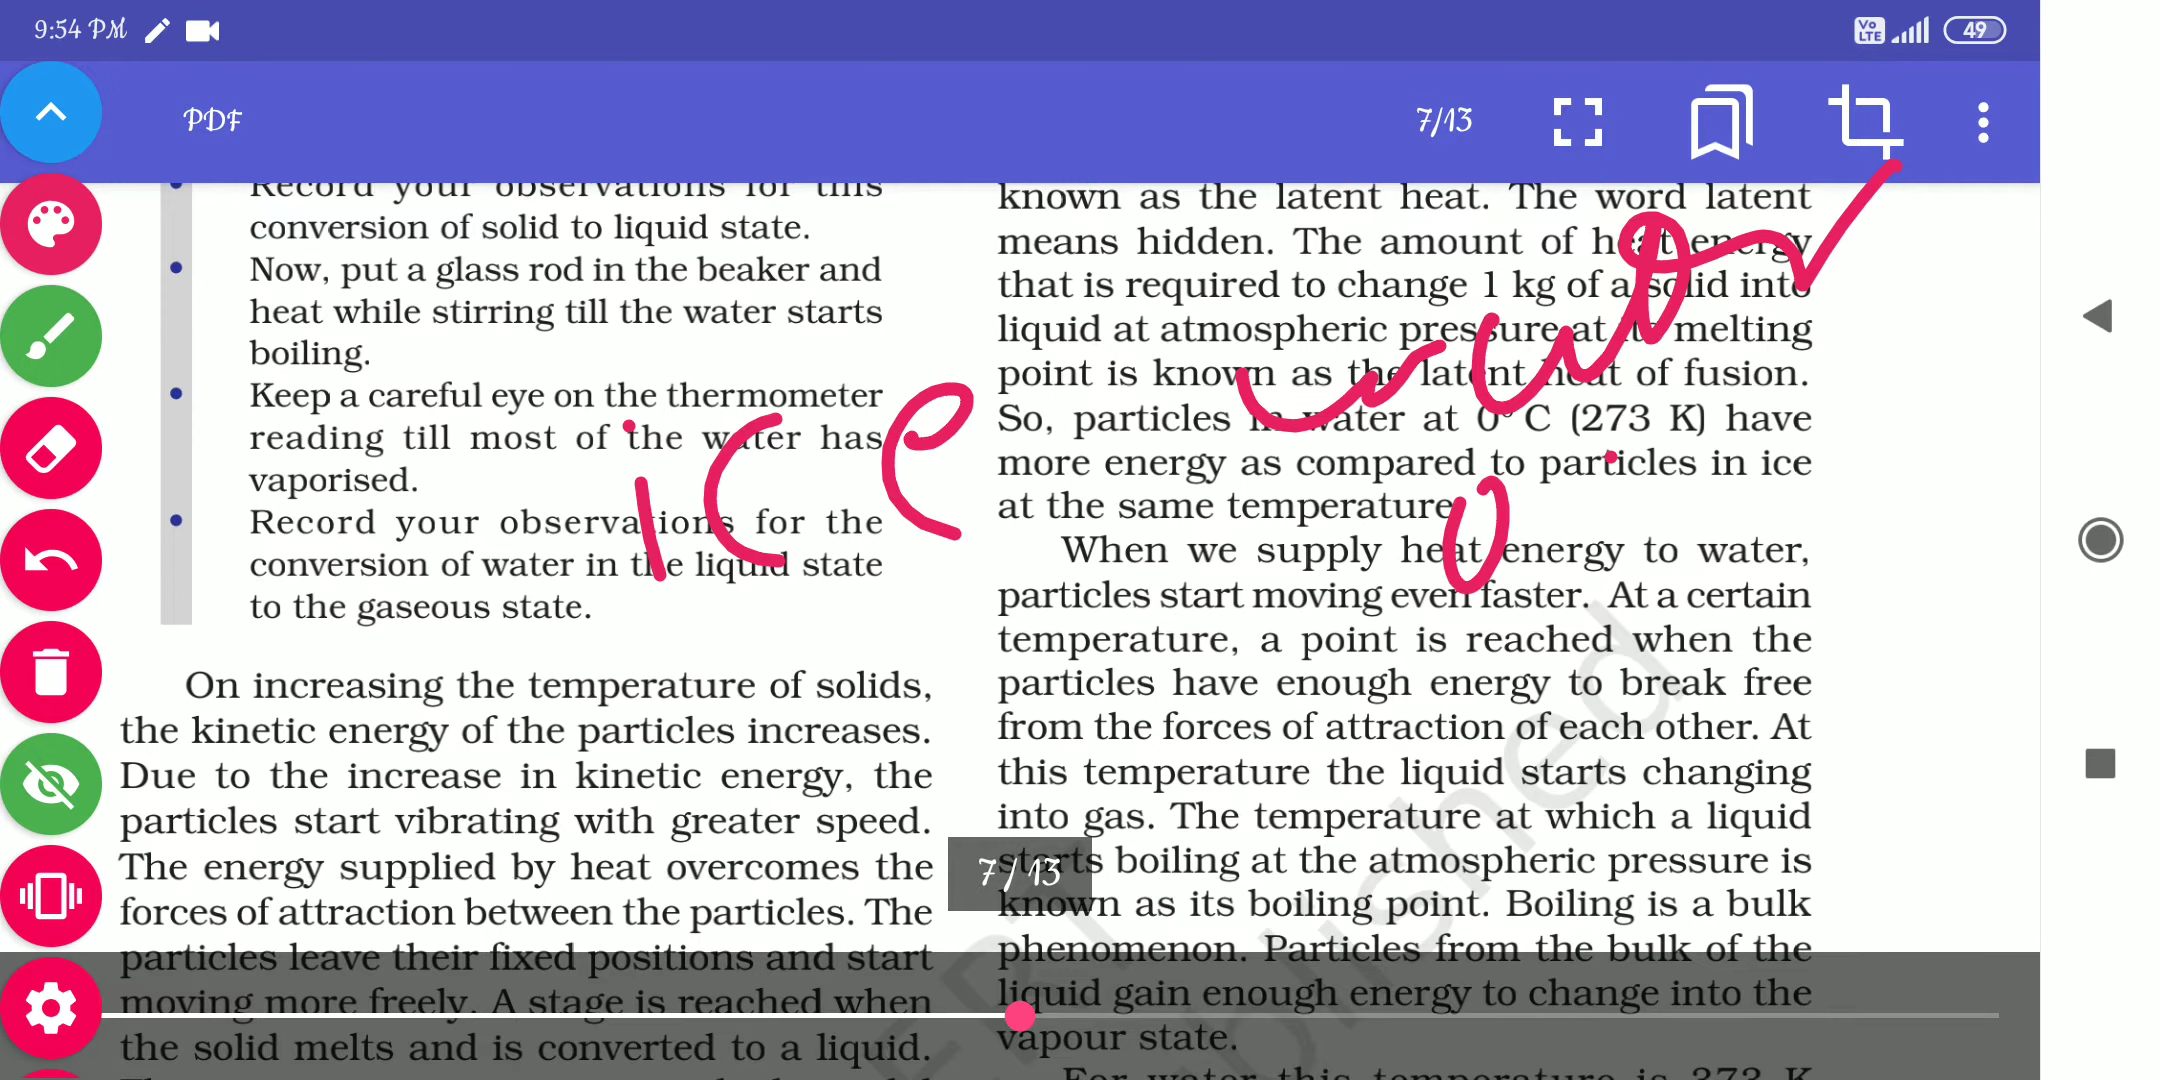 9:54 PM
Vo LTE
49
PDF
7/13
Record your observations for this
conversion of solid to liquid state.
• Now, put a glass rod in the beaker and
heat while stirring till the water starts
boiling.
• Keep a careful eye on the thermometer
reading till most of the water has
vaporised.
• Record your observations for the
conversion of water in the liquid state
to the gaseous state.
On increasing the temperature of solids,
the kinetic energy of the particles increases.
Due to the increase in kinetic energy, the
particles start vibrating with greater speed.
The energy supplied by heat overcomes the
forces of attraction between the particles. The
particles leave their fixed positions and start
moving more freely. A stage is reached when
the solid melts and is converted to a liquid.
known as the latent heat. The word latent
means hidden. The amount of heat energy
that is required to change 1 kg of a solid into
liquid at atmospheric pressure at its melting
point is known as the latent heat of fusion.
So, particles in water at 0° C (273 K) have
more energy as compared to particles in ice
at the same temperature.
When we supply heat energy to water,
particles start moving even faster. At a certain
temperature, a point is reached when the
particles have enough energy to break free
from the forces of attraction of each other. At
this temperature the liquid starts changing
into gas. The temperature at which a liquid
starts boiling at the atmospheric pressure is
known as its boiling point. Boiling is a bulk
phenomenon. Particles from the bulk of the
liquid gain enough energy to change into the
vapour state.
For water this temperature is 373 K
ice
0
7/13